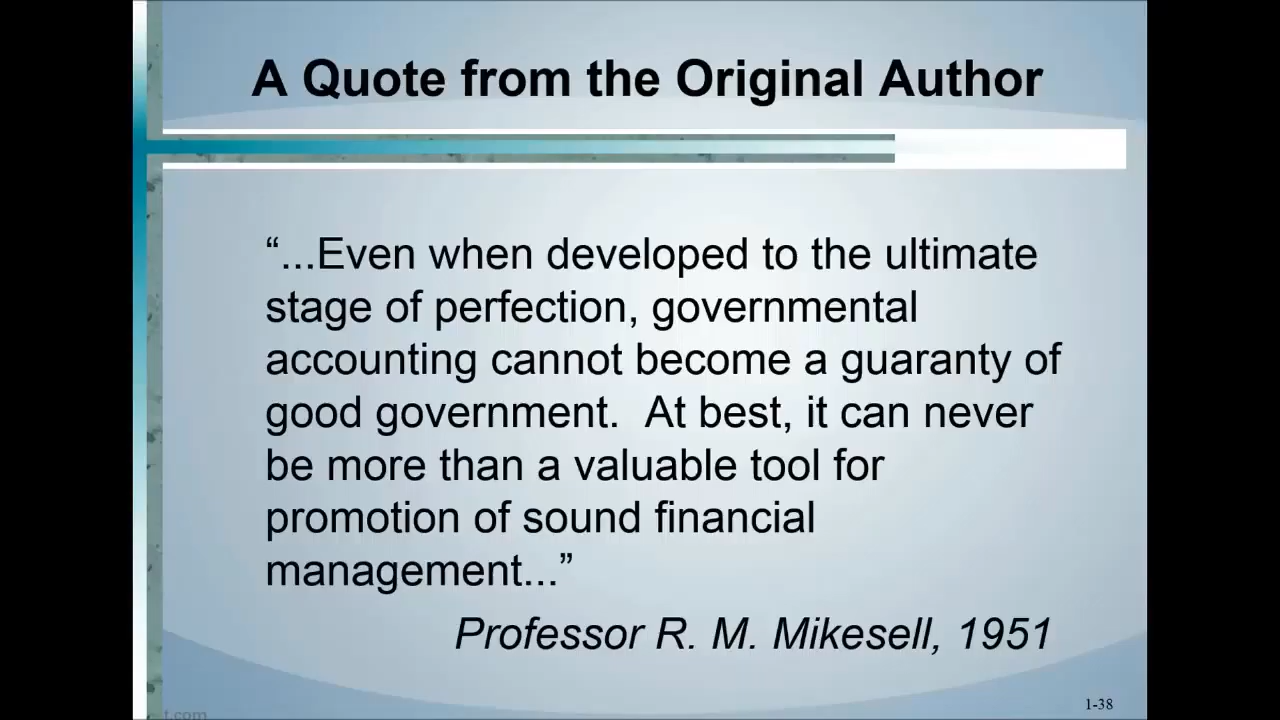 A Quote from the Original Author
“...Even when developed to the ultimate
stage of perfection, governmental
accounting cannot become a guaranty of
good government.  At best, it can never
be more than a valuable tool for
promotion of sound financial
management...”
Professor R. M. Mikesell, 1951
1-38
t.com